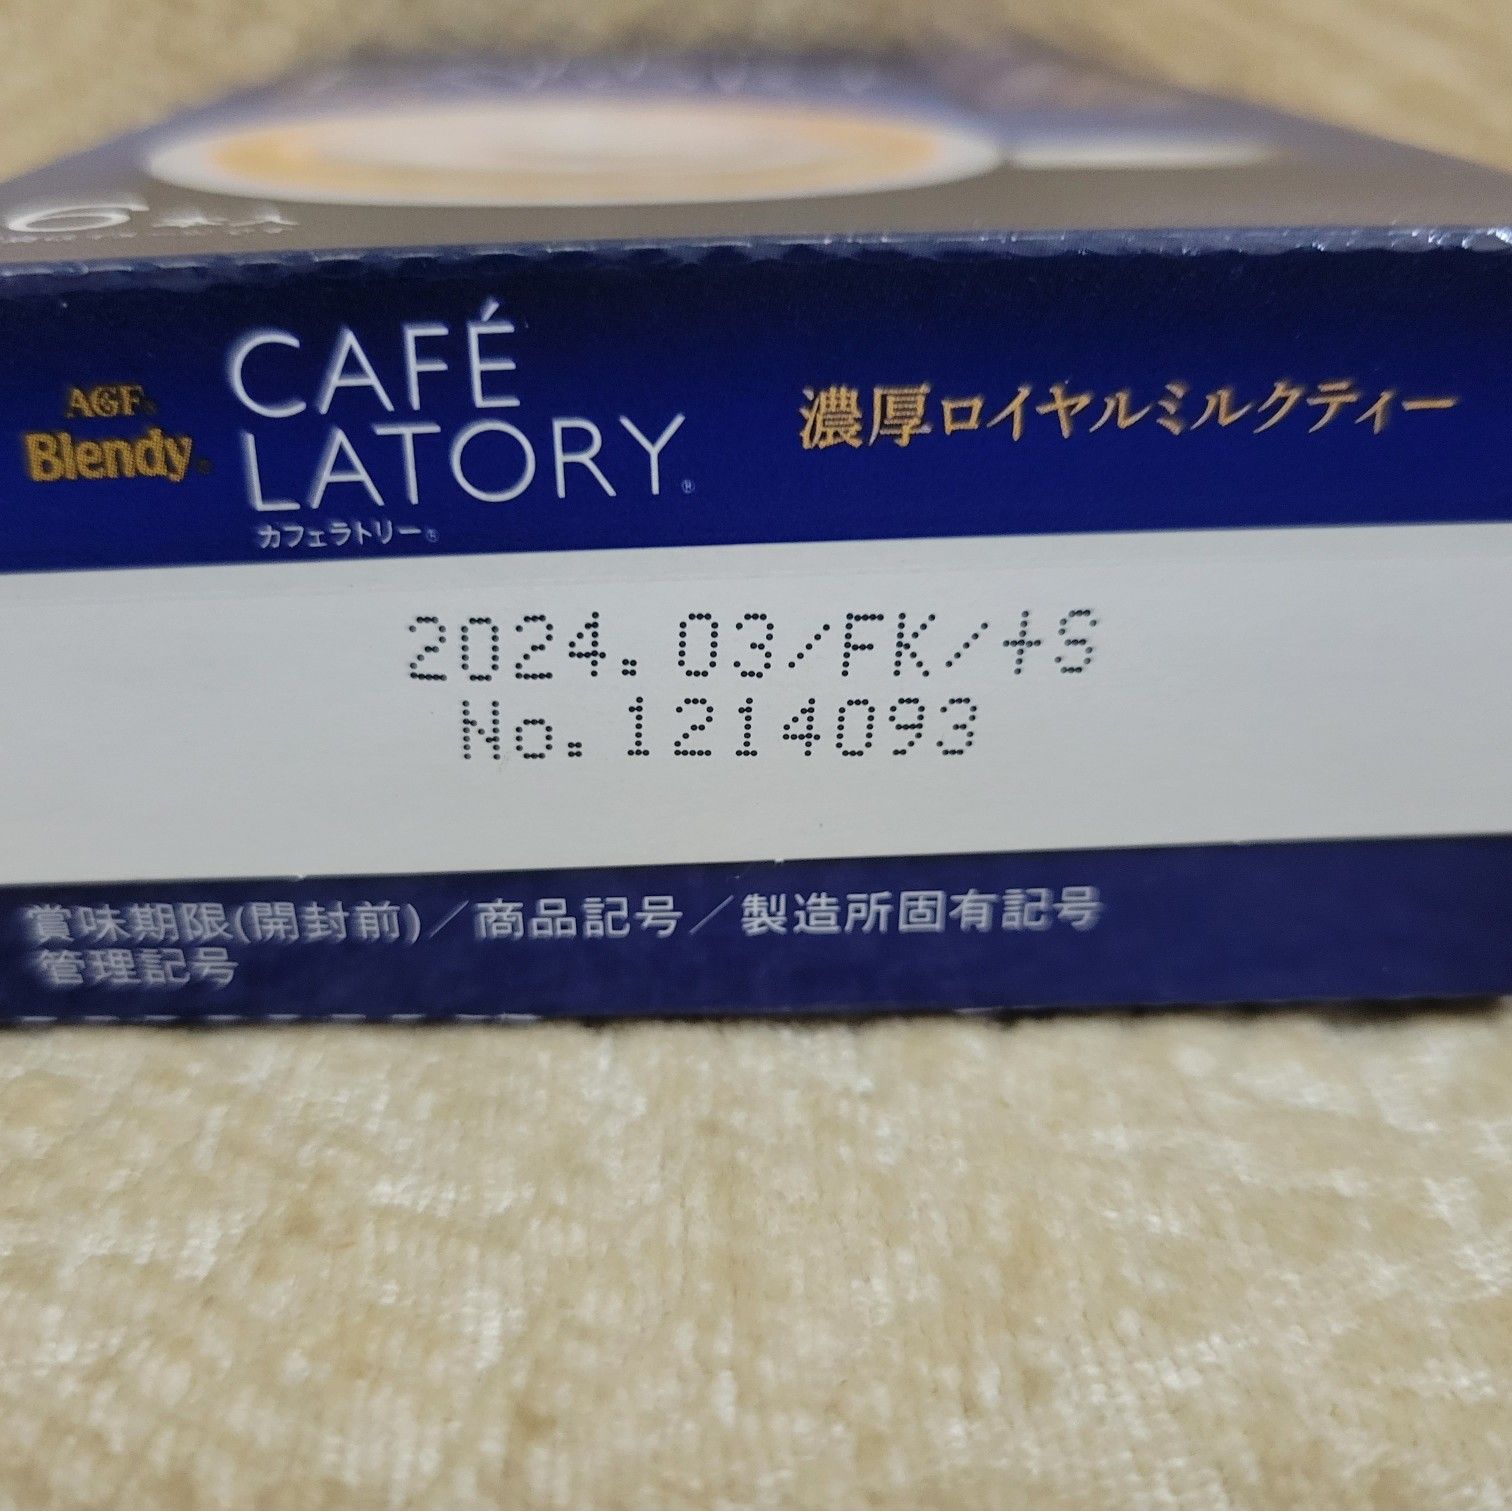 AGF®
Blendy®
CAFÉ
LATORY®
カフェラトリー®
濃厚ロイヤルミルクティー
2024.03/FK/+S
No.1214093
賞味期限(開封前)／商品記号／製造所固有記号
管理記号